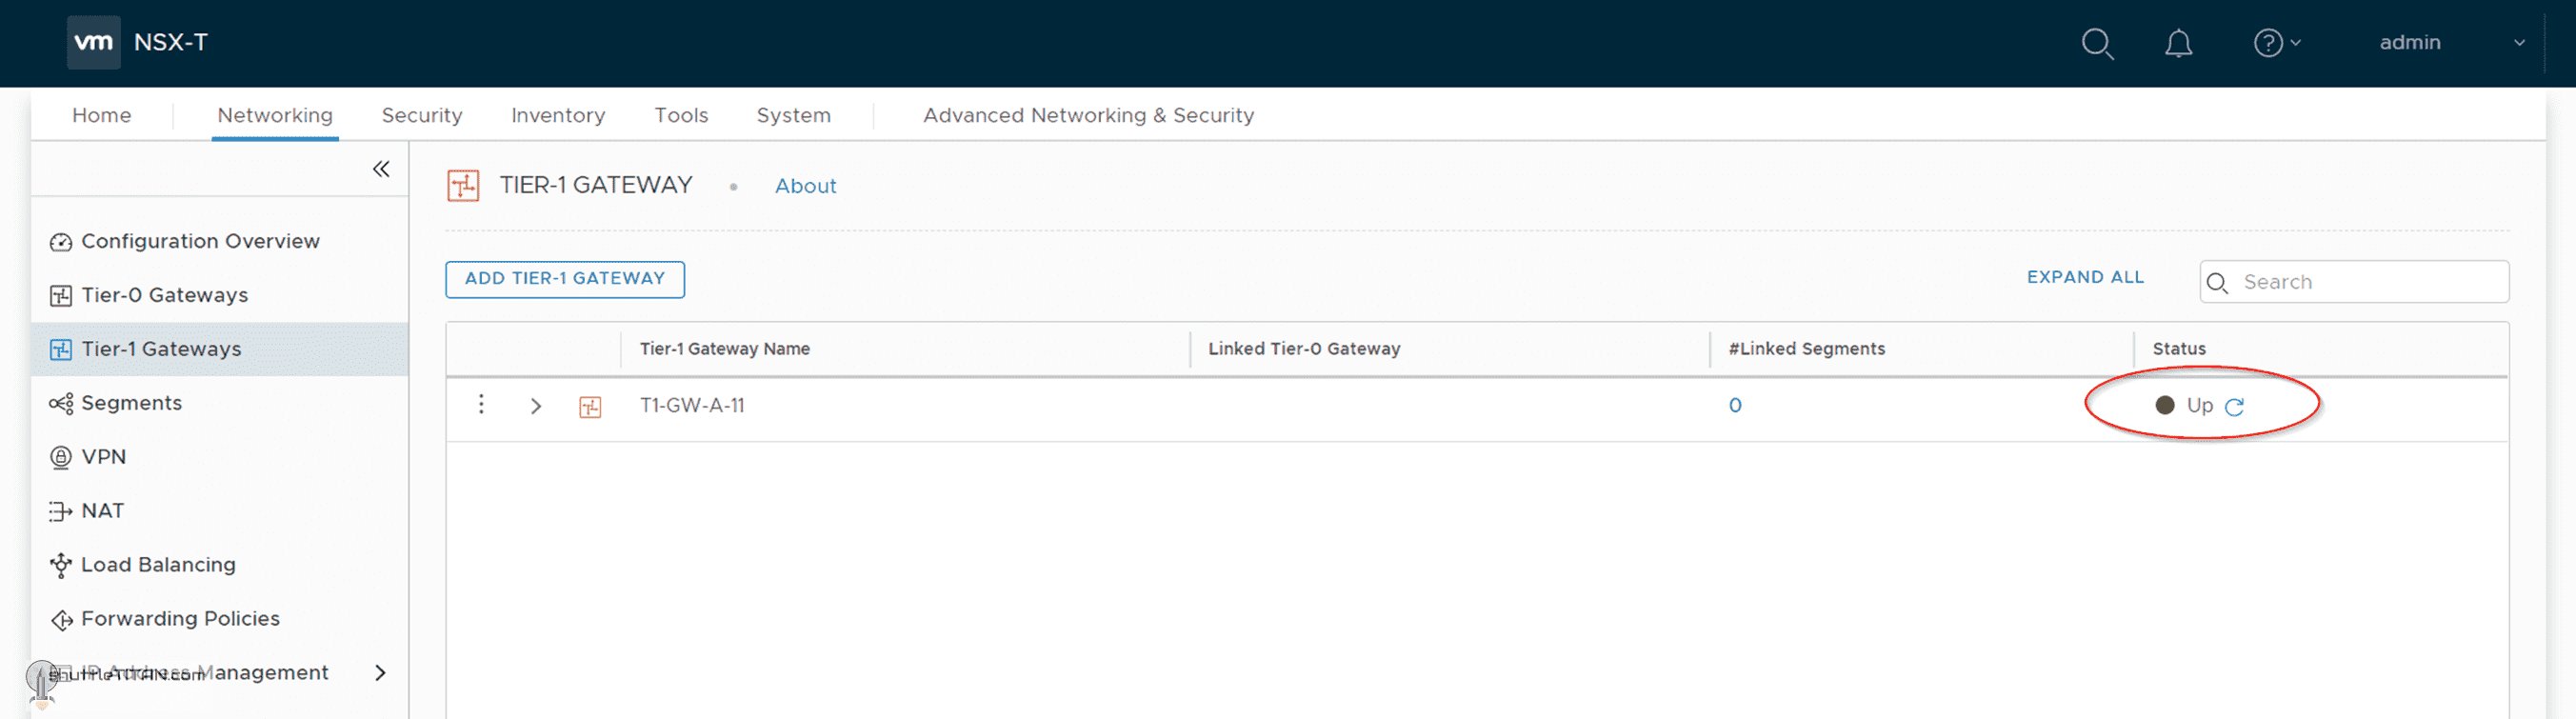 vm NSX-T admin
Home Networking Security Inventory Tools System Advanced Networking & Security
TIER-1 GATEWAY • About
Configuration Overview
Tier-0 Gateways
Tier-1 Gateways
Segments
VPN
NAT
Load Balancing
Forwarding Policies
IP Address Management
shuttleTITAN.com
ADD TIER-1 GATEWAY EXPAND ALL Search
Tier-1 Gateway Name Linked Tier-0 Gateway #Linked Segments Status
T1-GW-A-11 0 Up